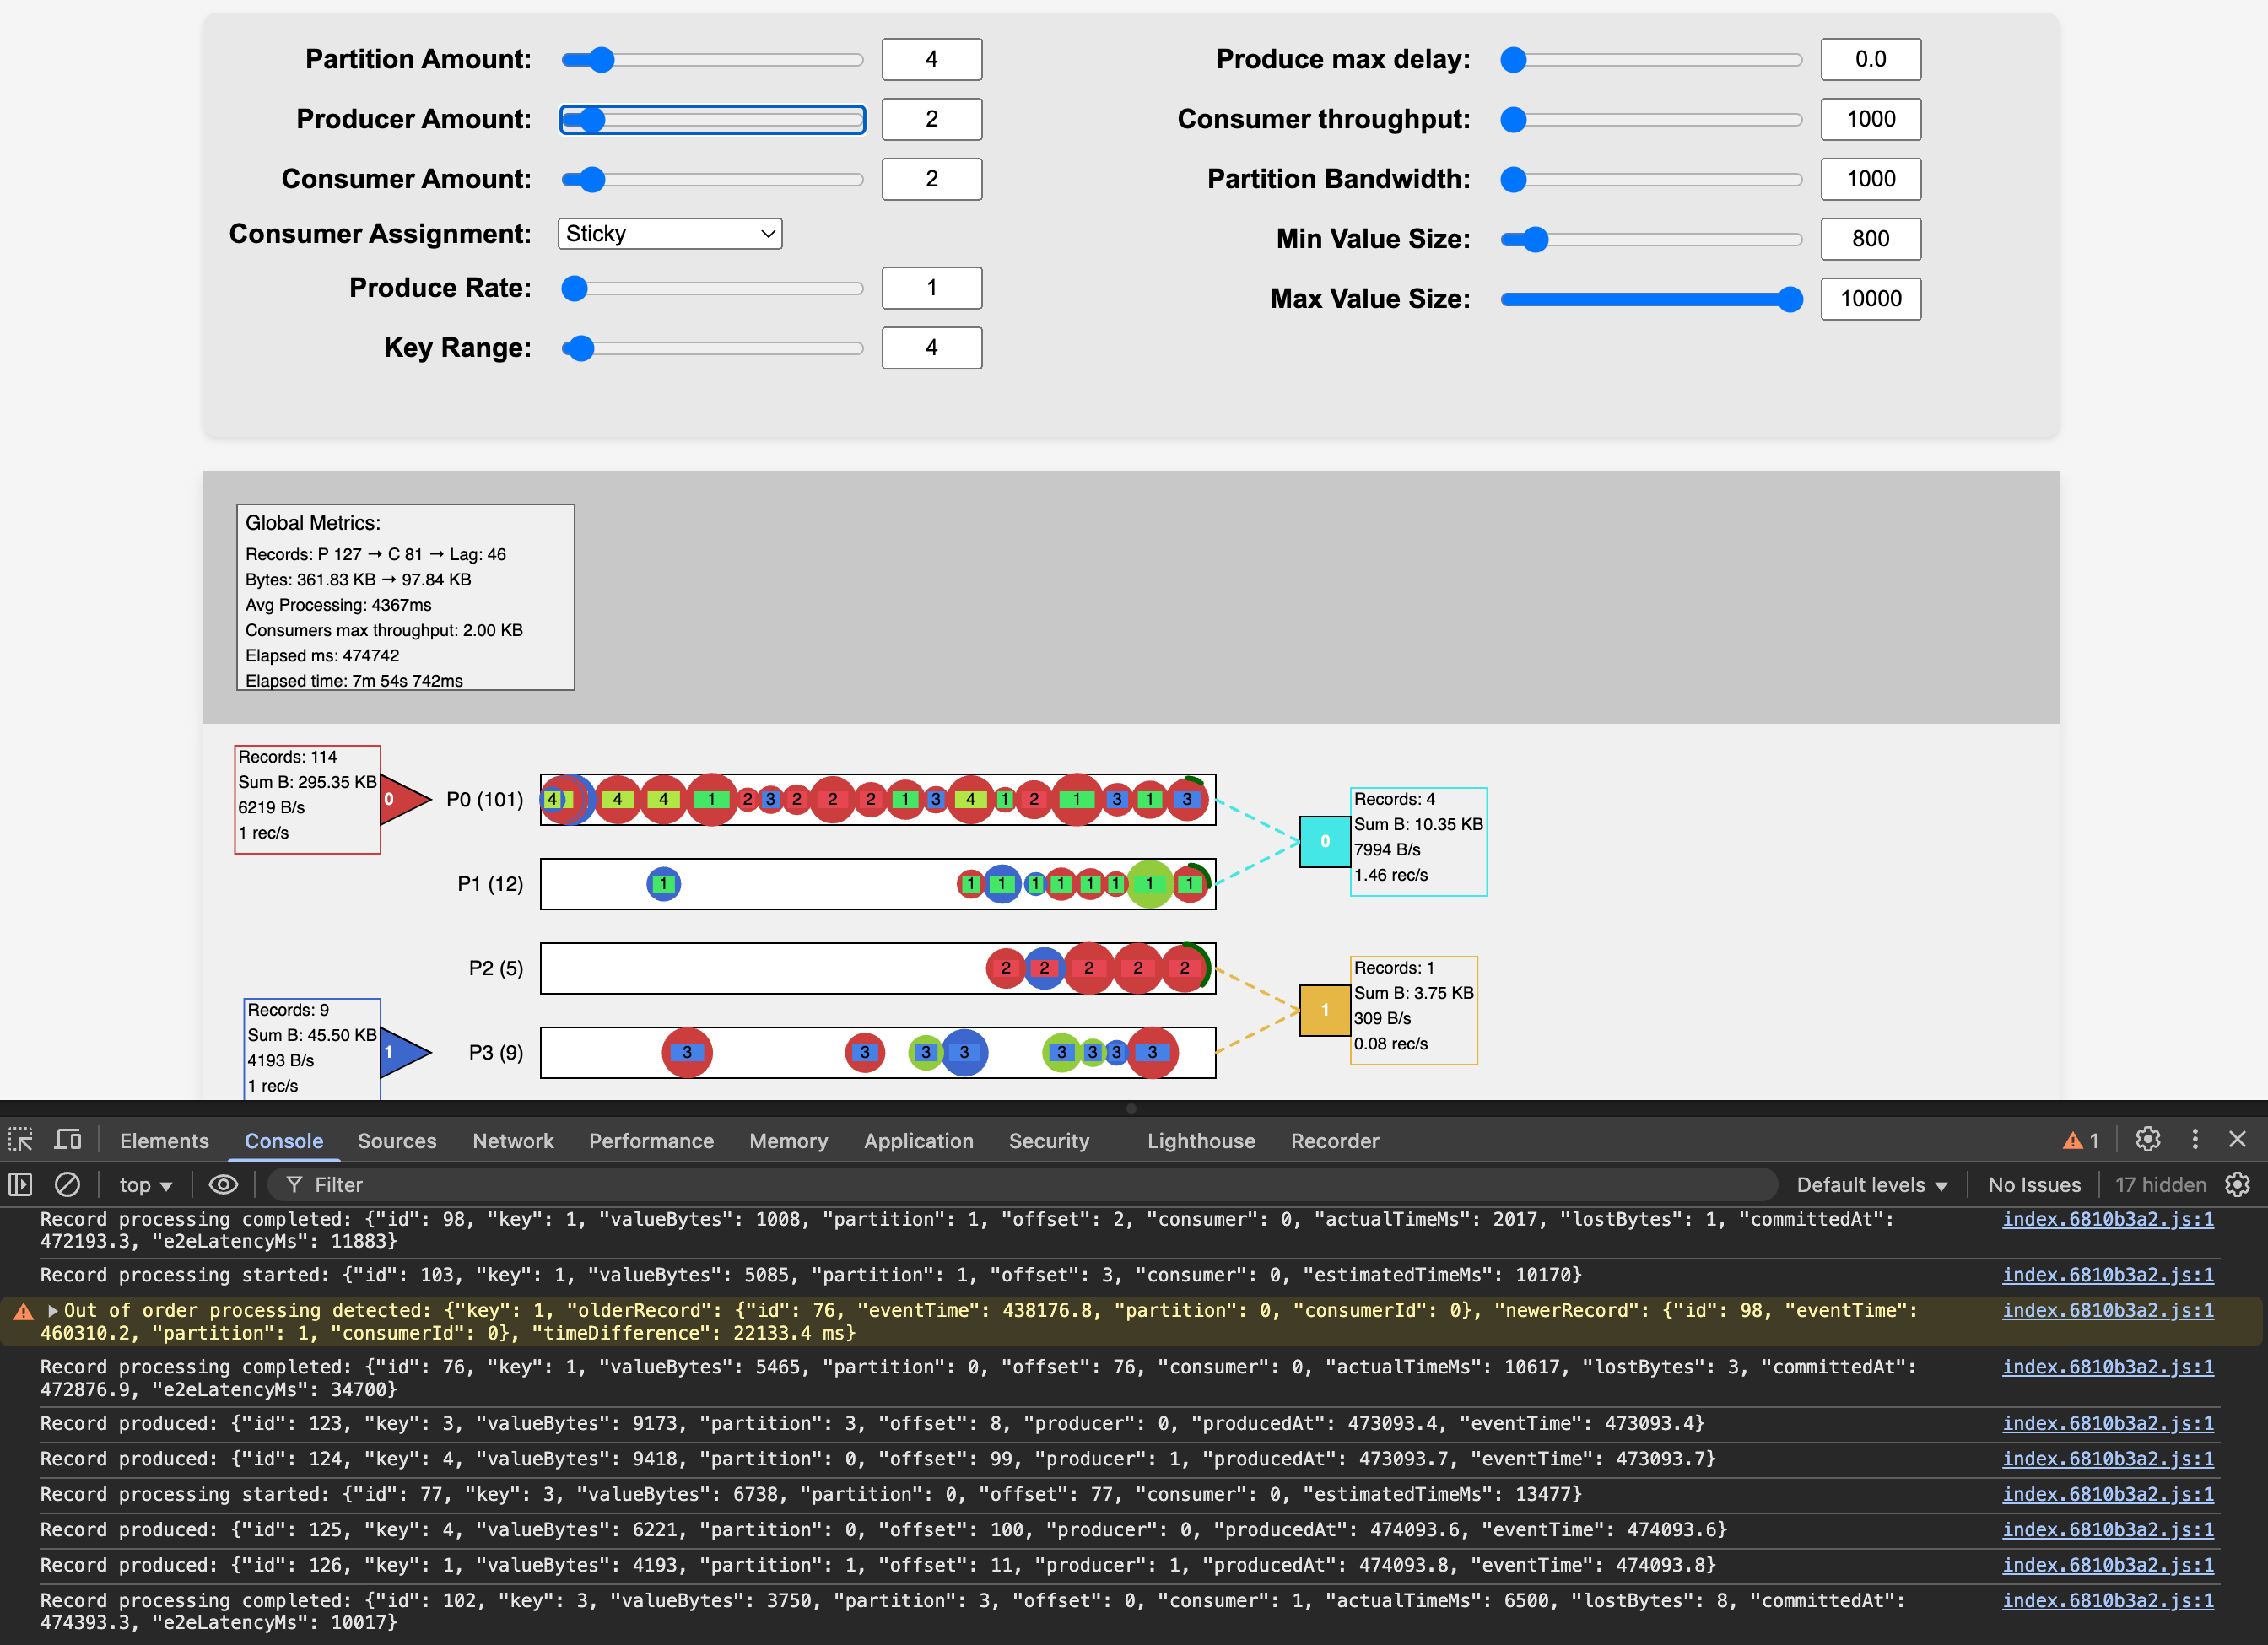 Partition Amount: 4
Producer Amount: 2
Consumer Amount: 2
Consumer Assignment: Sticky
Produce Rate: 1
Key Range: 4
Produce max delay: 0.0
Consumer throughput: 1000
Partition Bandwidth: 1000
Min Value Size: 800
Max Value Size: 10000
Global Metrics:
Records: P 127 → C 81 → Lag: 46
Bytes: 361.83 KB → 97.84 KB
Avg Processing: 4367ms
Consumers max throughput: 2.00 KB
Elapsed ms: 474742
Elapsed time: 7m 54s 742ms
Records: 114
Sum B: 295.35 KB
6219 B/s
1 rec/s
0
P0 (101)
4 4 4 1 2 3 2 2 2 1 3 4 1 2 1 3 1 3
P1 (12)
1 1 1 1 1 1 1 1 1
0
Records: 4
Sum B: 10.35 KB
7994 B/s
1.46 rec/s
P2 (5)
2 2 2 2 2
Records: 9
Sum B: 45.50 KB
4193 B/s
1 rec/s
1
P3 (9)
3 3 3 3 3 3 3 3
1
Records: 1
Sum B: 3.75 KB
309 B/s
0.08 rec/s
Elements Console Sources Network Performance Memory Application Security Lighthouse Recorder 1
top Filter Default levels No Issues 17 hidden
Record processing completed: {"id": 98, "key": 1, "valueBytes": 1008, "partition": 1, "offset": 2, "consumer": 0, "actualTimeMs": 2017, "lostBytes": 1, "committedAt": index.6810b3a2.js:1
472193.3, "e2eLatencyMs": 11883}
Record processing started: {"id": 103, "key": 1, "valueBytes": 5085, "partition": 1, "offset": 3, "consumer": 0, "estimatedTimeMs": 10170} index.6810b3a2.js:1
Out of order processing detected: {"key": 1, "olderRecord": {"id": 76, "eventTime": 438176.8, "partition": 0, "consumerId": 0}, "newerRecord": {"id": 98, "eventTime": index.6810b3a2.js:1
460310.2, "partition": 1, "consumerId": 0}, "timeDifference": 22133.4 ms}
Record processing completed: {"id": 76, "key": 1, "valueBytes": 5465, "partition": 0, "offset": 76, "consumer": 0, "actualTimeMs": 10617, "lostBytes": 3, "committedAt": index.6810b3a2.js:1
472876.9, "e2eLatencyMs": 34700}
Record produced: {"id": 123, "key": 3, "valueBytes": 9173, "partition": 3, "offset": 8, "producer": 0, "producedAt": 473093.4, "eventTime": 473093.4} index.6810b3a2.js:1
Record produced: {"id": 124, "key": 4, "valueBytes": 9418, "partition": 0, "offset": 99, "producer": 1, "producedAt": 473093.7, "eventTime": 473093.7} index.6810b3a2.js:1
Record processing started: {"id": 77, "key": 3, "valueBytes": 6738, "partition": 0, "offset": 77, "consumer": 0, "estimatedTimeMs": 13477} index.6810b3a2.js:1
Record produced: {"id": 125, "key": 4, "valueBytes": 6221, "partition": 0, "offset": 100, "producer": 0, "producedAt": 474093.6, "eventTime": 474093.6} index.6810b3a2.js:1
Record produced: {"id": 126, "key": 1, "valueBytes": 4193, "partition": 1, "offset": 11, "producer": 1, "producedAt": 474093.8, "eventTime": 474093.8} index.6810b3a2.js:1
Record processing completed: {"id": 102, "key": 3, "valueBytes": 3750, "partition": 3, "offset": 0, "consumer": 1, "actualTimeMs": 6500, "lostBytes": 8, "committedAt": index.6810b3a2.js:1
474393.3, "e2eLatencyMs": 10017}